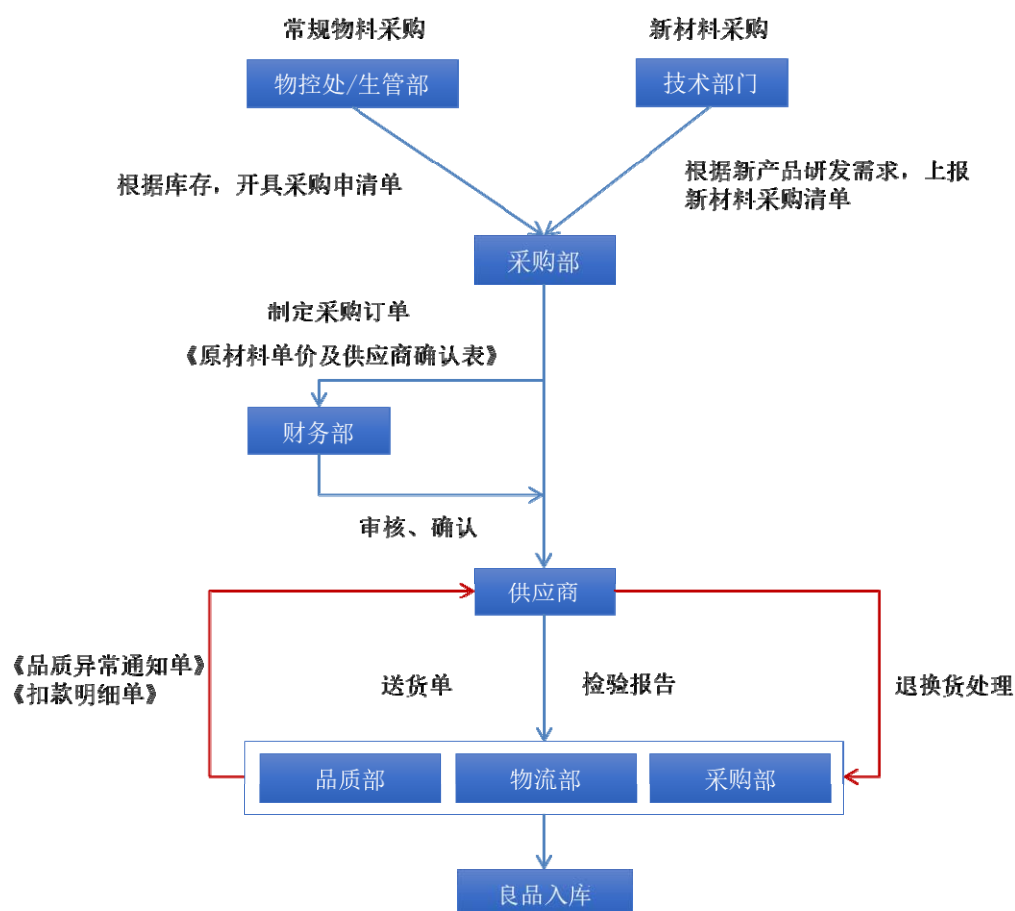 常规物料采购
新材料采购
物控处/生管部
技术部门
根据库存，开具采购申清单
根据新产品研发需求，上报
新材料采购清单
采购部
制定采购订单
《原材料单价及供应商确认表》
财务部
审核、确认
供应商
《品质异常通知单》
《扣款明细单》
送货单
检验报告
退换货处理
品质部
物流部
采购部
良品入库